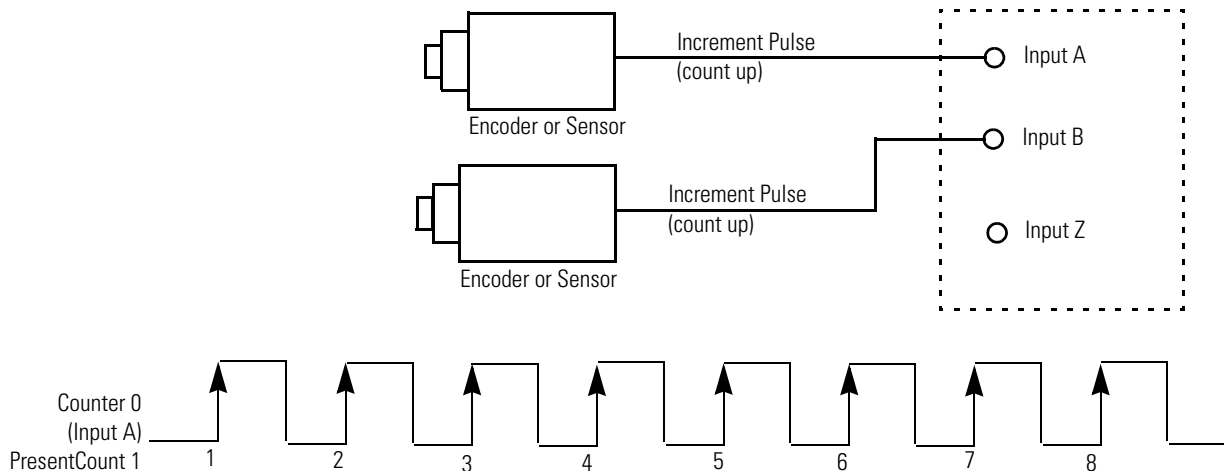 Increment Pulse
(count up)
Input A
Encoder or Sensor
Input B
Increment Pulse
(count up)
Input Z
Encoder or Sensor
Counter 0
(Input A)
PresentCount 1 1 2 3 4 5 6 7 8